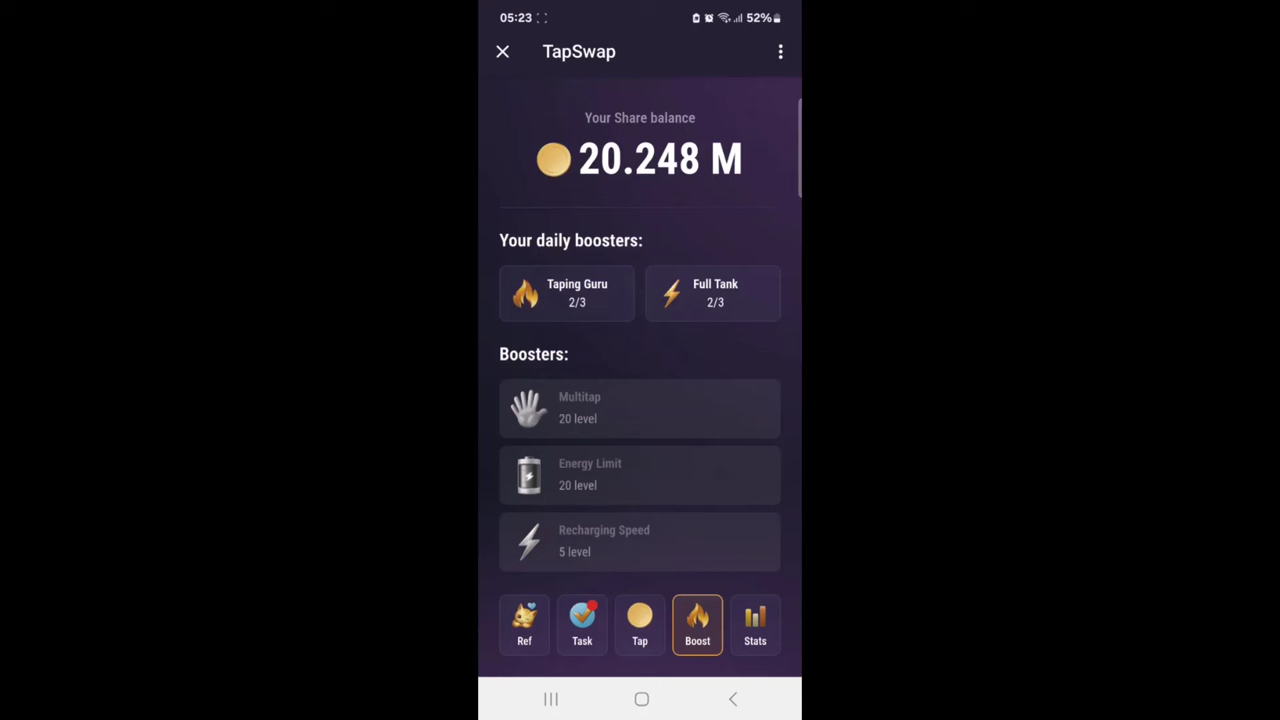 05:23 52%
TapSwap
Your Share balance
20.248 M
Your daily boosters:
Taping Guru
2/3
Full Tank
2/3
Boosters:
Multitap
20 level
Energy Limit
20 level
Recharging Speed
5 level
Ref Task Tap Boost Stats